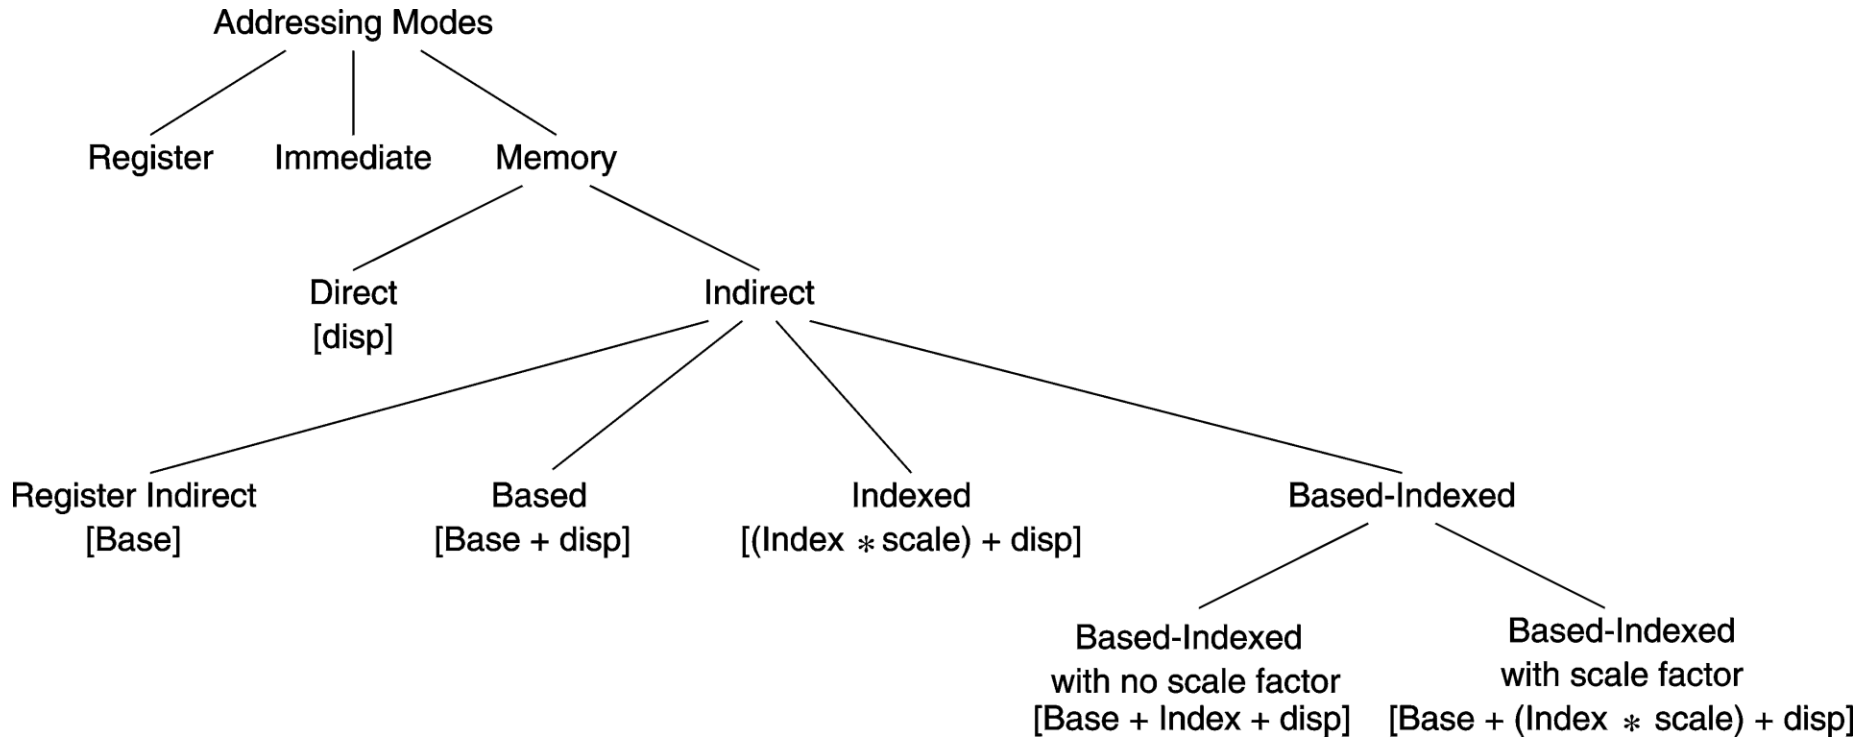 Addressing Modes
Register Immediate Memory
Direct Indirect
[disp]
Register Indirect Based Indexed Based-Indexed
[Base] [Base + disp] [(Index * scale) + disp]
Based-Indexed Based-Indexed
with no scale factor with scale factor
[Base + Index + disp] [Base + (Index * scale) + disp]